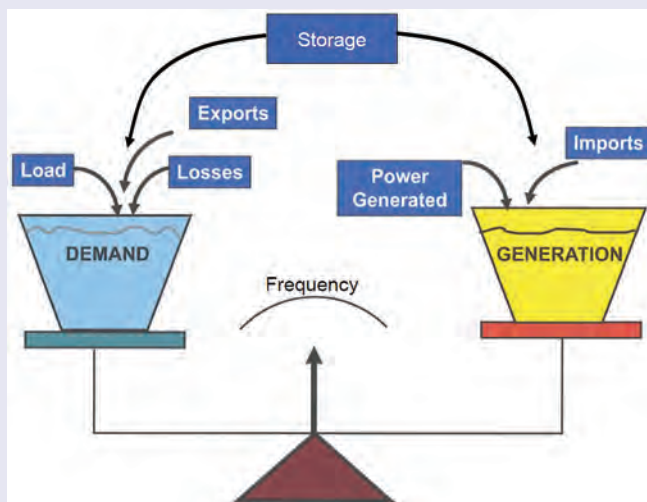 Storage
Exports
Load
Losses
Imports
Power
Generated
DEMAND
GENERATION
Frequency